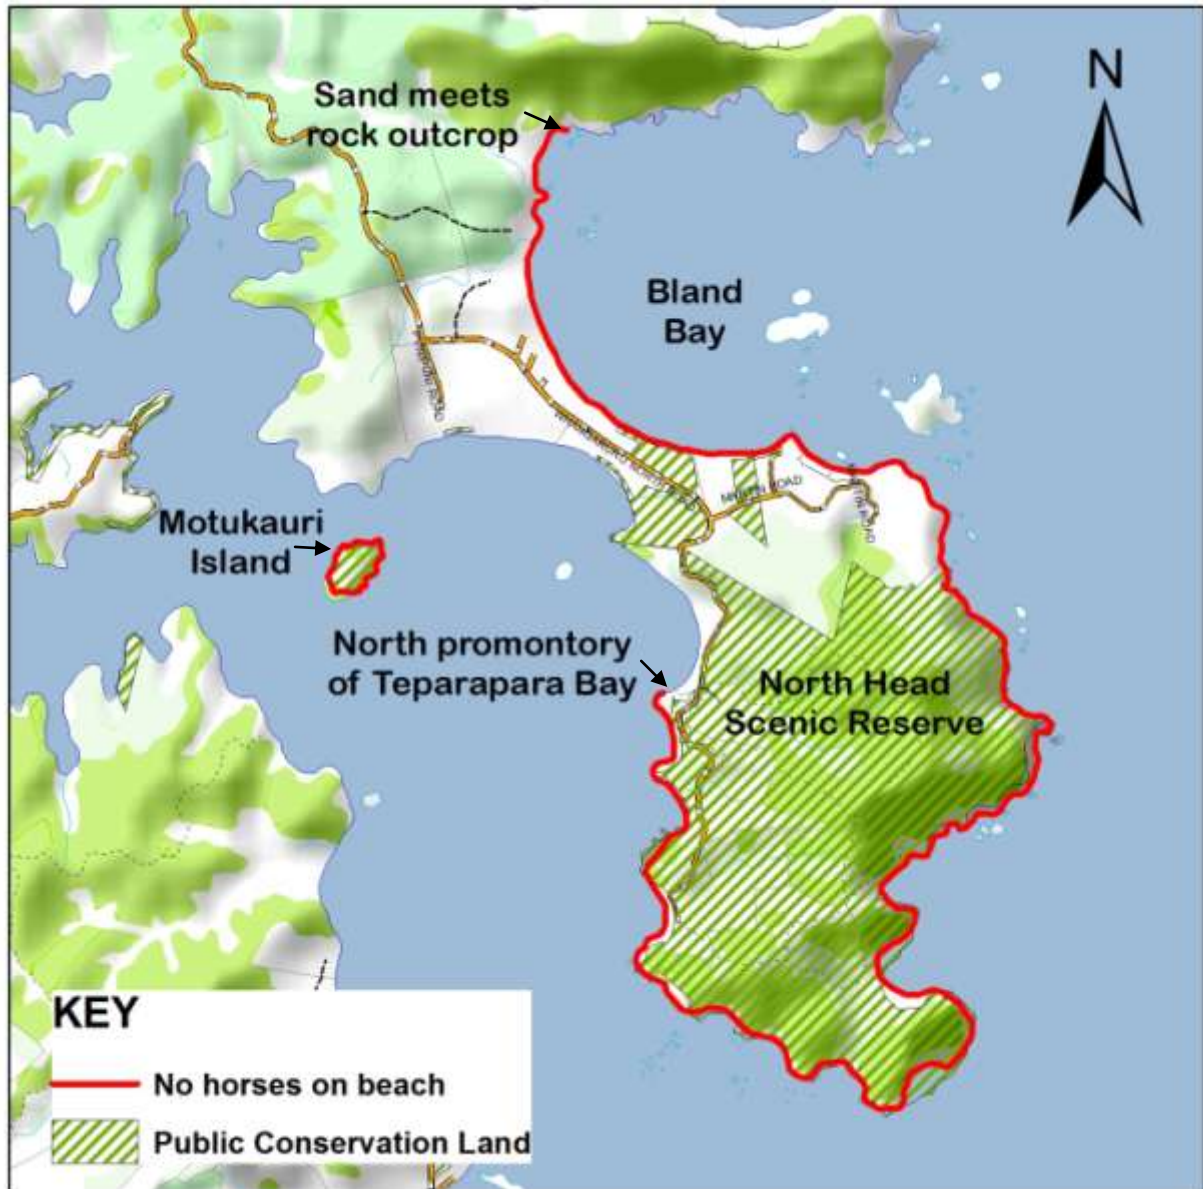 Sand meets
rock outcrop
N
Bland
Bay
Motukauri
Island
North promontory
of Teparapara Bay
North Head
Scenic Reserve
KEY
No horses on beach
Public Conservation Land